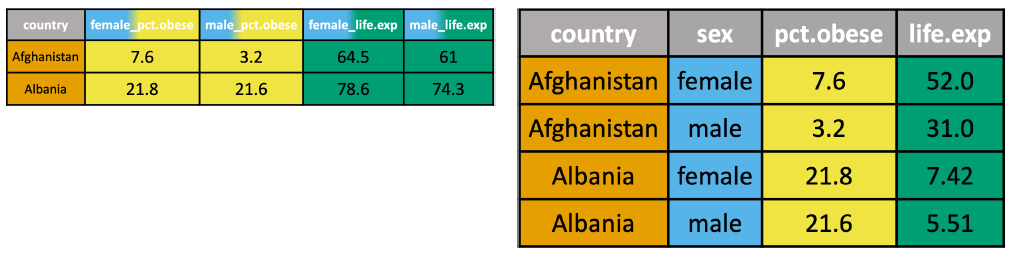 country female_pct.obese male_pct.obese female_life.exp male_life.exp
Afghanistan 7.6 3.2 64.5 61
Albania 21.8 21.6 78.6 74.3
country sex pct.obese life.exp
Afghanistan female 7.6 52.0
Afghanistan male 3.2 31.0
Albania female 21.8 7.42
Albania male 21.6 5.51